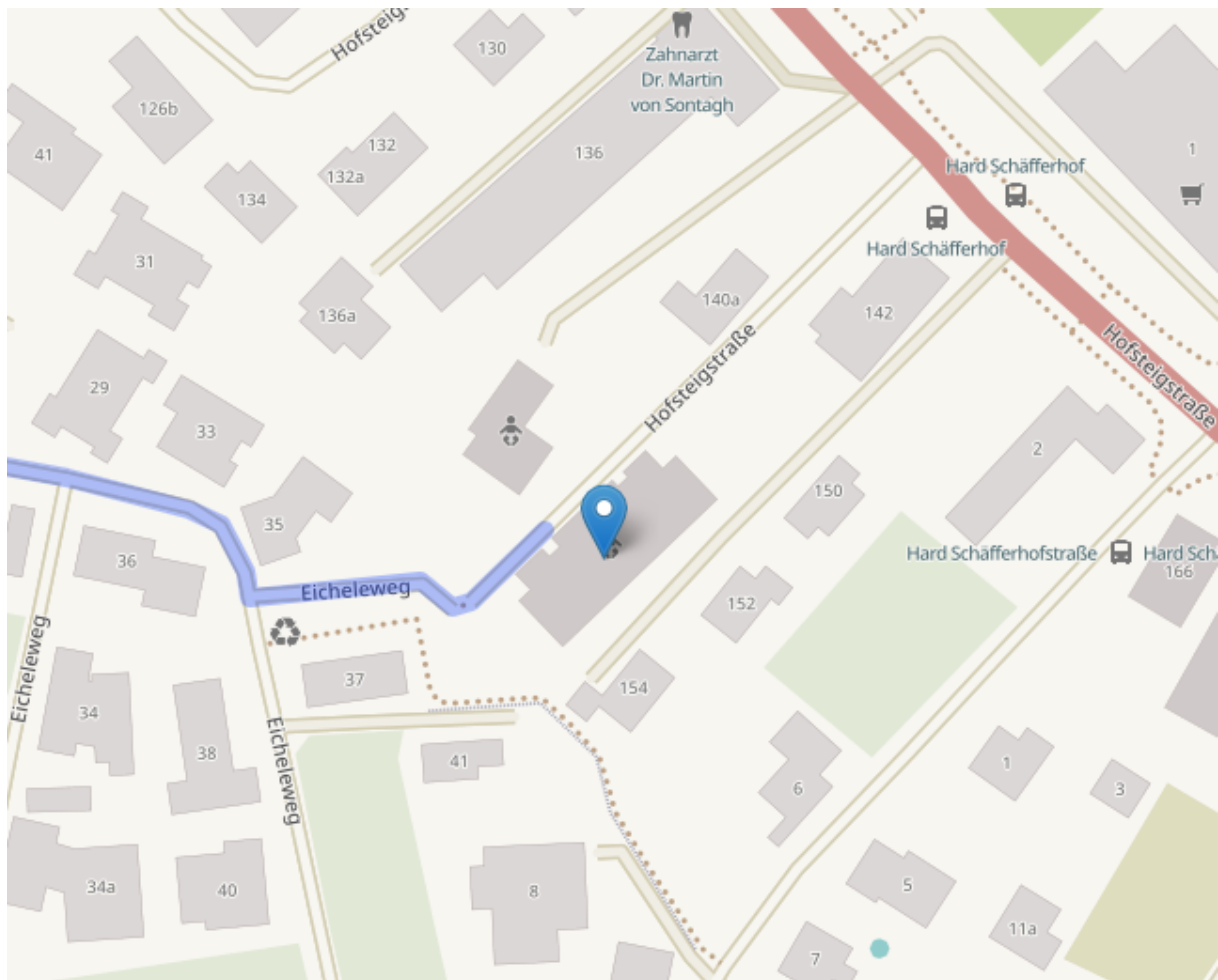 Hofsteigst
130
Zahnarzt
Dr. Martin
von Sontagh
126b
41
132
136
1
132a
Hard Schäfferhof
134
Hard Schäfferhof
31
140a
136a
142
Hofsteigstraße
Hofsteigstraße
29
33
2
150
35
Hard Schäfferhofstraße
Hard Sch
36
166
Eicheleweg
152
Eicheleweg
37
154
34
Eicheleweg
38
41
1
6
3
34a
40
8
5
11a
7